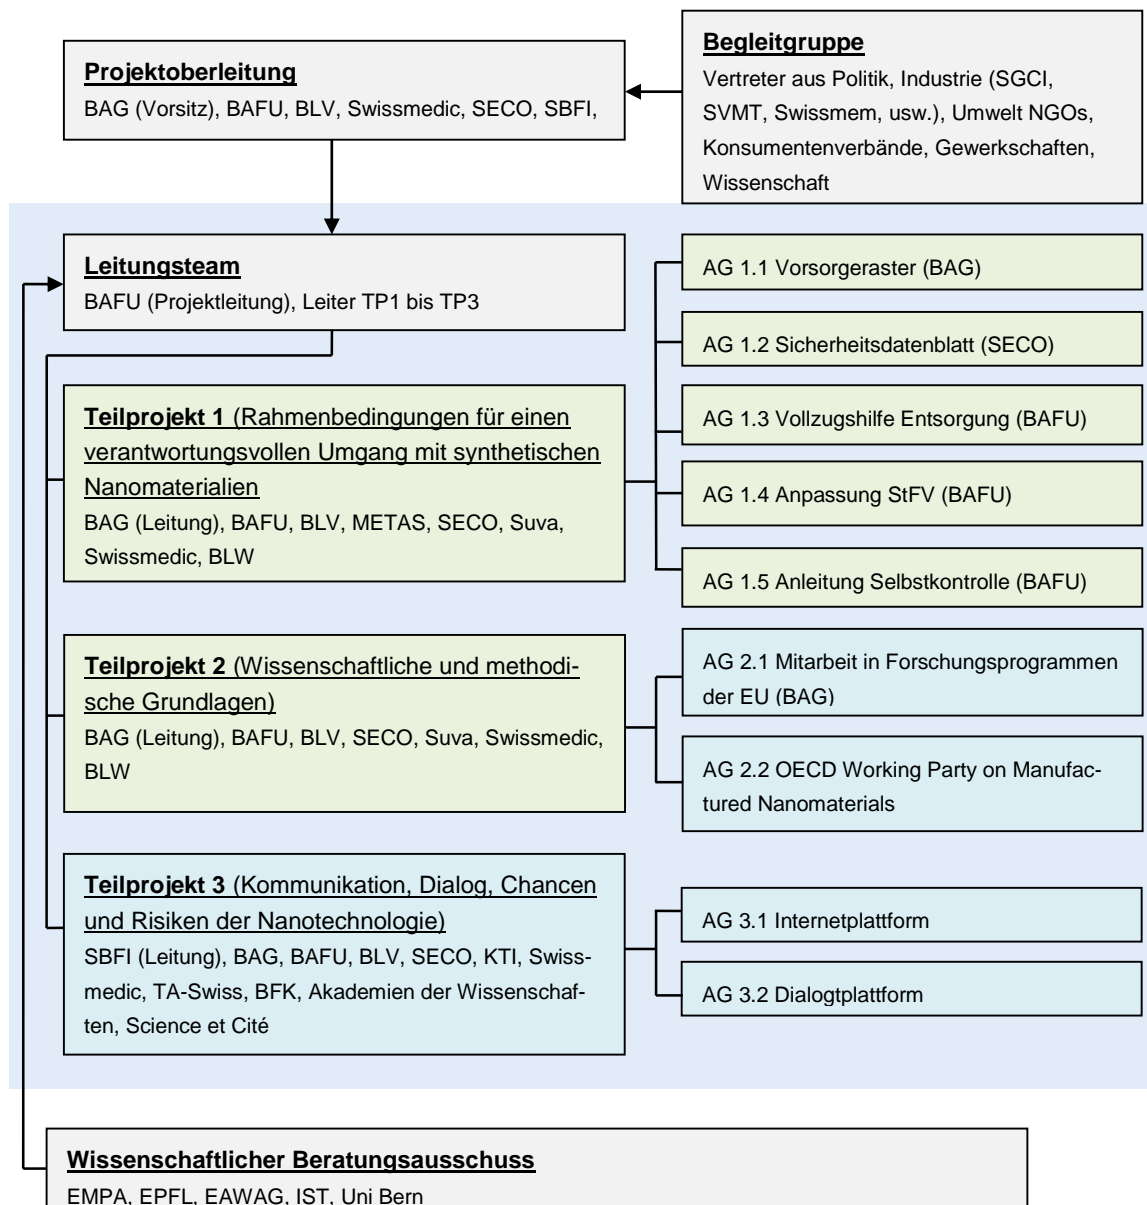 Projektoberleitung
BAG (Vorsitz), BAFU, BLV, Swissmedic, SECO, SBFI,
Begleitgruppe
Vertreter aus Politik, Industrie (SGCI,
SVMT, Swissmem, usw.), Umwelt NGOs,
Konsumentenverbände, Gewerkschaften,
Wissenschaft
Leitungsteam
BAFU (Projektleitung), Leiter TP1 bis TP3
Teilprojekt 1 (Rahmenbedingungen für einen
verantwortungsvollen Umgang mit synthetischen
Nanomaterialien
BAG (Leitung), BAFU, BLV, METAS, SECO, Suva,
Swissmedic, BLW
AG 1.1 Vorsorgeraster (BAG)
AG 1.2 Sicherheitsdatenblatt (SECO)
AG 1.3 Vollzugshilfe Entsorgung (BAFU)
AG 1.4 Anpassung StFV (BAFU)
AG 1.5 Anleitung Selbstkontrolle (BAFU)
Teilprojekt 2 (Wissenschaftliche und methodi-
sche Grundlagen)
BAG (Leitung), BAFU, BLV, SECO, Suva, Swissmedic,
BLW
AG 2.1 Mitarbeit in Forschungsprogrammen
der EU (BAG)
AG 2.2 OECD Working Party on Manufac-
tured Nanomaterials
Teilprojekt 3 (Kommunikation, Dialog, Chancen
und Risiken der Nanotechnologie)
SBFI (Leitung), BAG, BAFU, BLV, SECO, KTI, Swiss-
medic, TA-Swiss, BFK, Akademien der Wissenschaf-
ten, Science et Cité
AG 3.1 Internetplattform
AG 3.2 Dialogtplattform
Wissenschaftlicher Beratungsausschuss
EMPA, EPFL, EAWAG, IST, Uni Bern